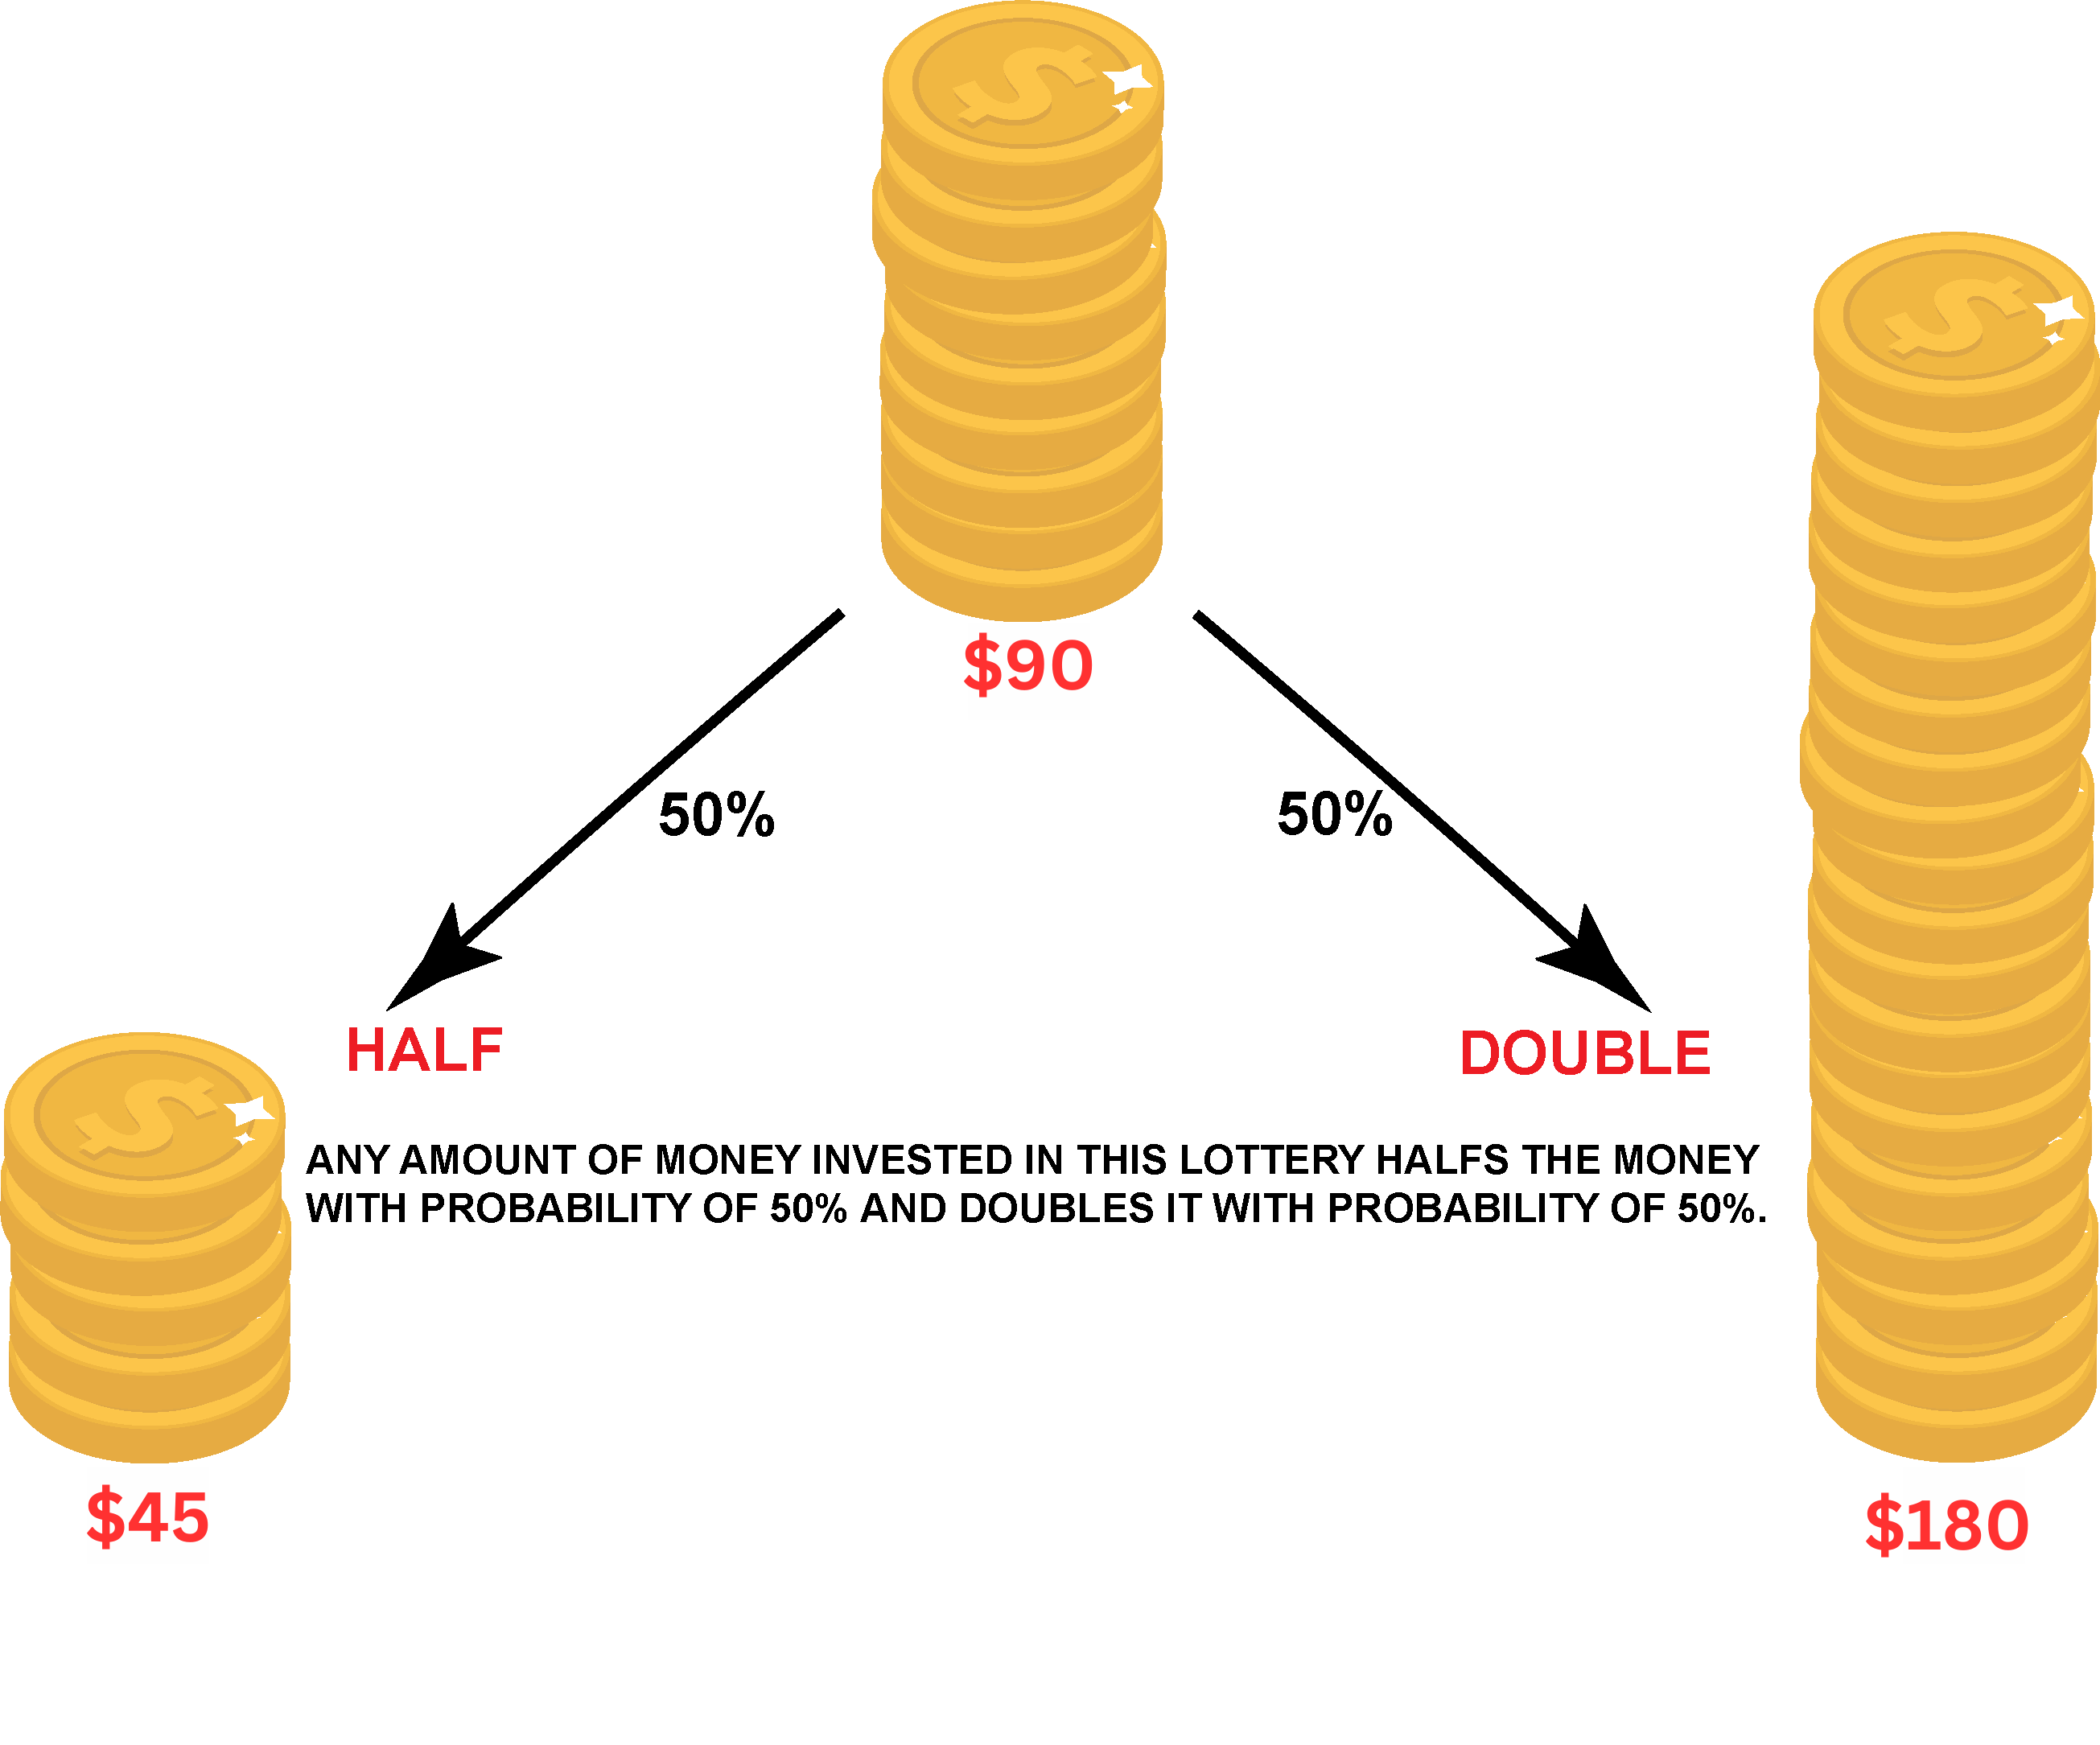 $90
50%
50%
HALF
DOUBLE
ANY AMOUNT OF MONEY INVESTED IN THIS LOTTERY HALFS THE MONEY
WITH PROBABILITY OF 50% AND DOUBLES IT WITH PROBABILITY OF 50%.
$45
$180